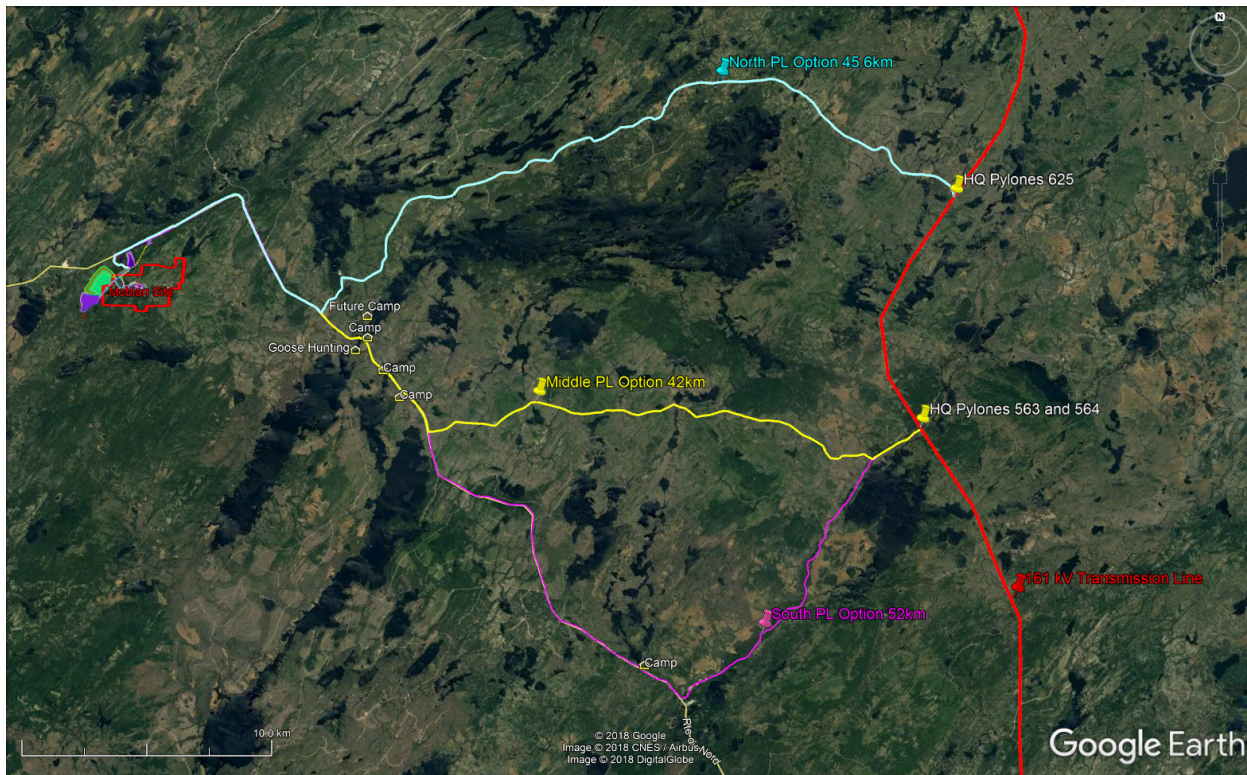 N
North PL Option 45.6km
HQ Pylones 625
Future Camp
Camp
Goose Hunting
Camp
Camp
Middle PL Option 42km
HQ Pylones 563 and 564
161 kV Transmission Line
South PL Option 52km
Camp
10.0 km
© 2018 Google
Image © 2018 CNES / Airbus
Image © 2018 DigitalGlobe
Nord
Google Earth